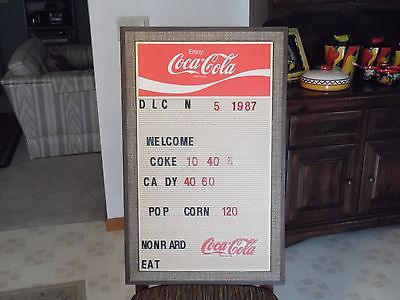 Enjoy
Coca-Cola
D L C N 5 1987
WELCOME
COKE 10 40
CA DY 40 60
POP CORN 120
NONR ARD Coca-Cola
EAT